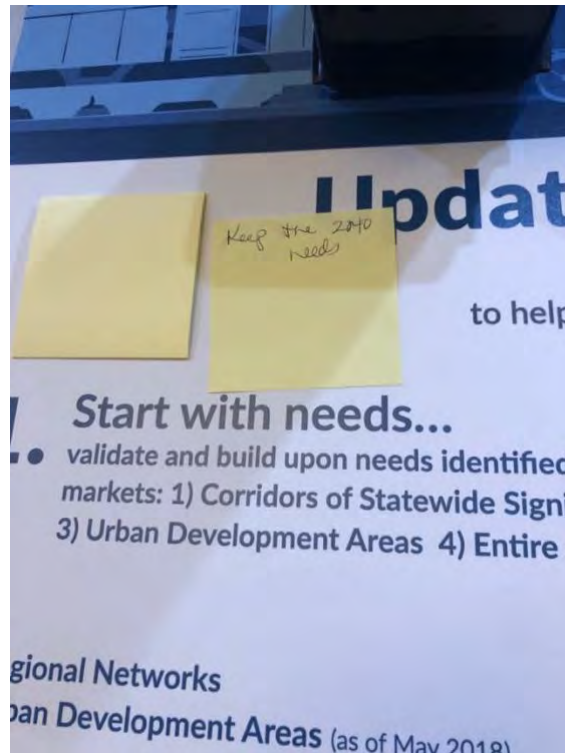 Updat
Keep the 2040
needs
to help
1. Start with needs...
validate and build upon needs identified
markets: 1) Corridors of Statewide Signi
3) Urban Development Areas 4) Entire
gional Networks
ban Development Areas (as of May 2018)